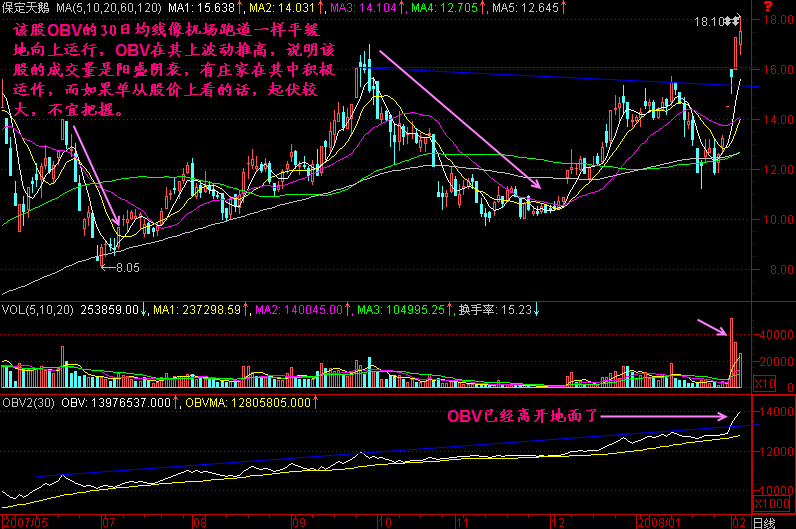 保定天鹅 MA(5,10,20,60,120) MA1: 15.638↑, MA2: 14.031↑, MA3: 14.104↑, MA4: 12.705↑, MA5: 12.645↑
该股OBV的30日均线像机场跑道一样平缓
地向上运行，OBV在其上波动推高，说明该
股的成交量是阳盛阴衰，有庄家在其中积极
运作，而如果单从股价上看的话，起伏较
大，不宜把握。
?
18.10
18.00
16.00
14.00
12.00
10.00
8.00
←8.05
VOL(5,10,20) 253859.00↓, MA1: 237298.59↑, MA2: 140045.00↑, MA3: 104995.25↑, 换手率: 15.23↓
40000
20000
X10
0
OBV2(30) OBV: 13976537.000↑, OBVMA: 12805805.000↑
OBV已经离开地面了
14000
12000
10000
X1000
2007/05 07 08 09 10 11 12 2008/01 02 日线